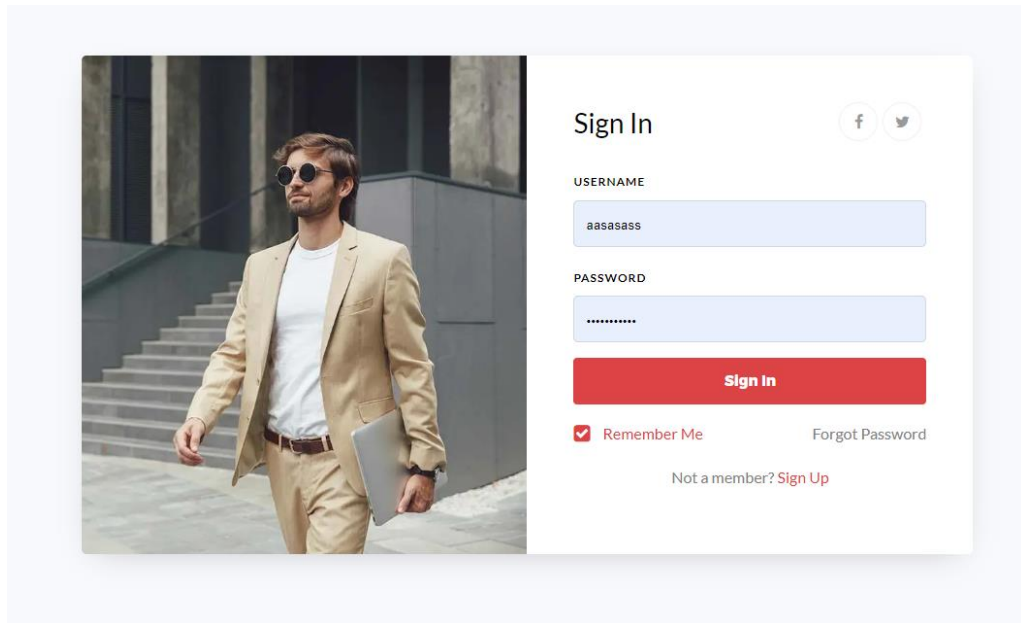 Sign In
USERNAME
aasasass
PASSWORD
•••••••••••
Sign In
Remember Me Forgot Password
Not a member? Sign Up